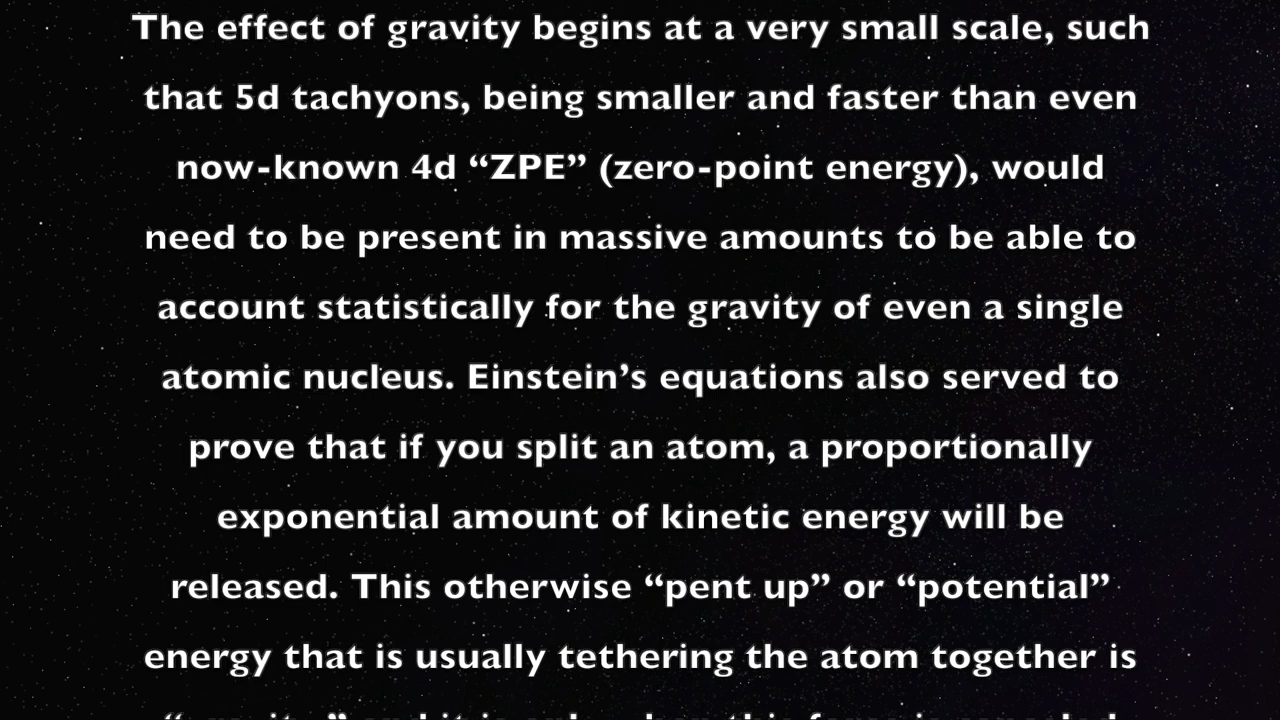 The effect of gravity begins at a very small scale, such
that 5d tachyons, being smaller and faster than even
now-known 4d “ZPE” (zero-point energy), would
need to be present in massive amounts to be able to
account statistically for the gravity of even a single
atomic nucleus. Einstein’s equations also served to
prove that if you split an atom, a proportionally
exponential amount of kinetic energy will be
released. This otherwise “pent up” or “potential”
energy that is usually tethering the atom together is